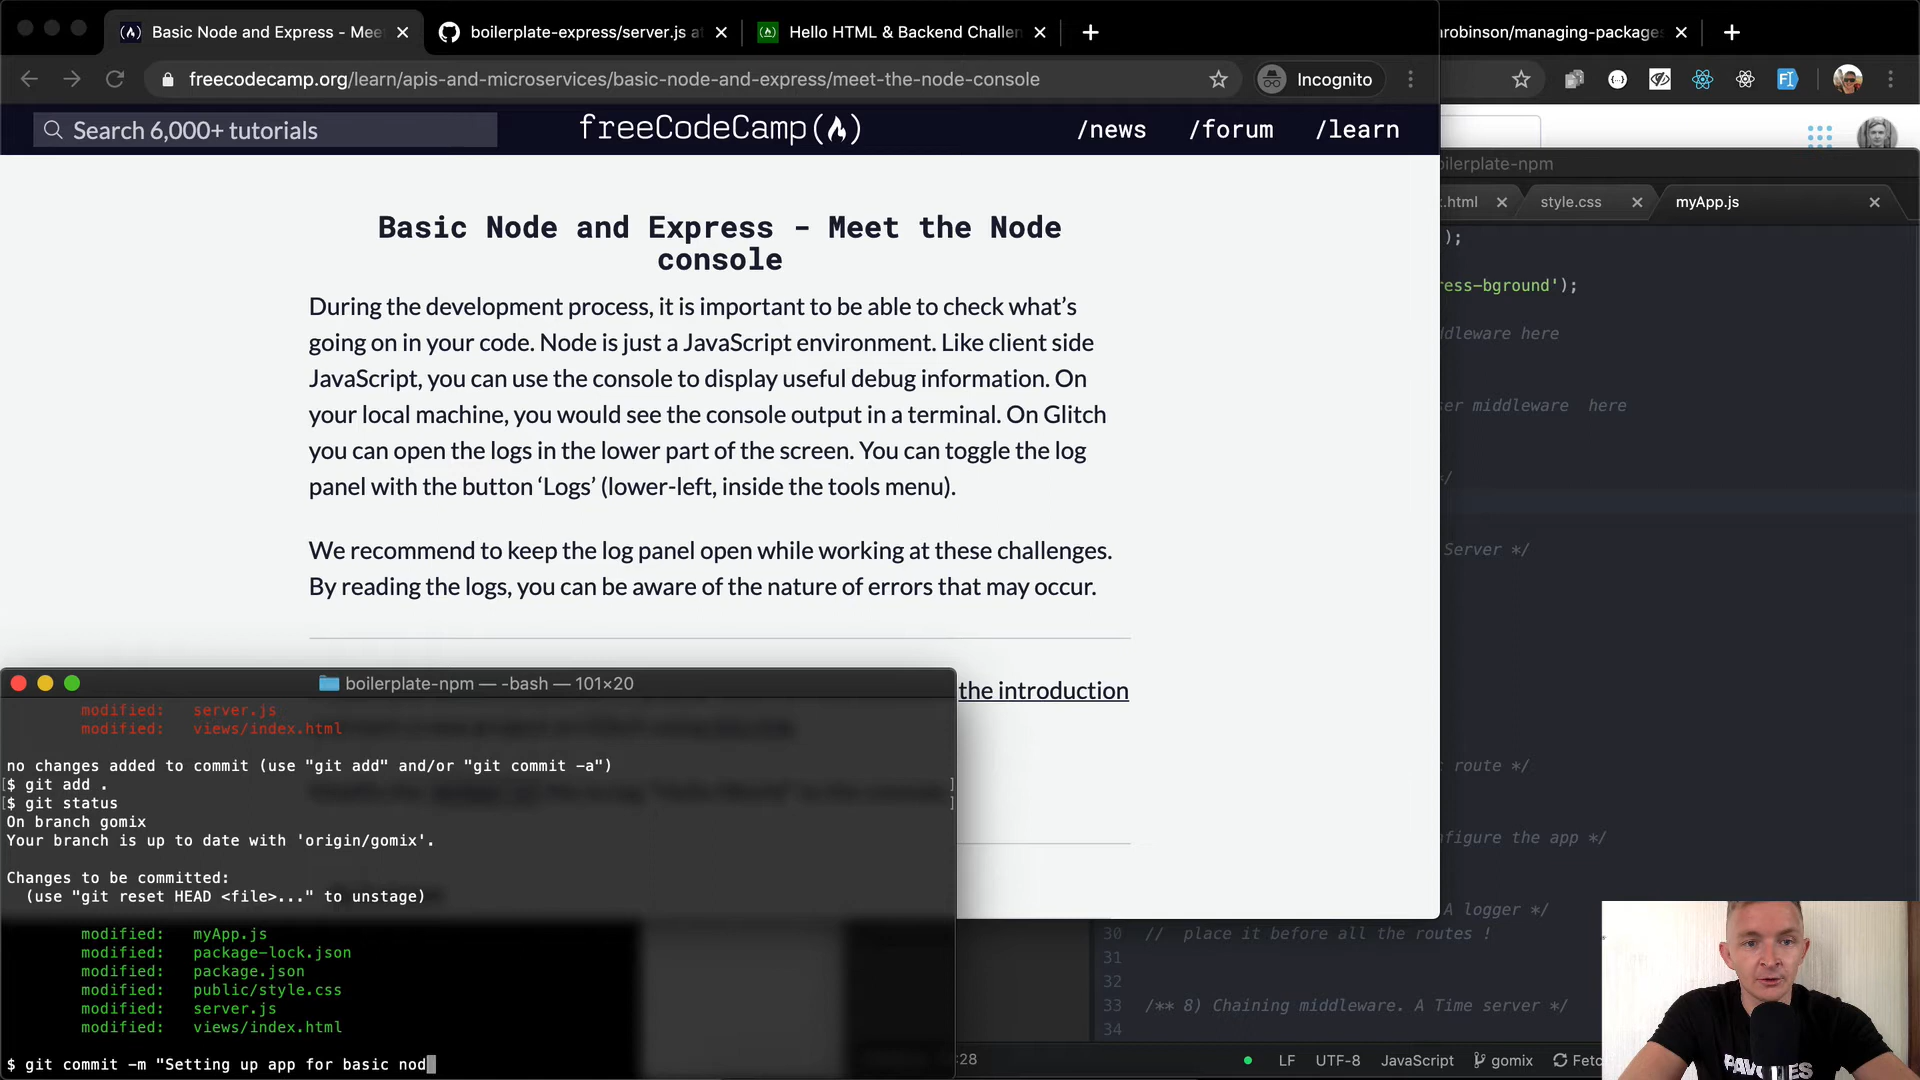 Basic Node and Express - Mee
boilerplate-express/server.js at
Hello HTML & Backend Challen
robinson/managing-packages
freecodecamp.org/learn/apis-and-microservices/basic-node-and-express/meet-the-node-console
Incognito
Search 6,000+ tutorials
freeCodeCamp
/news
/forum
/learn
Basic Node and Express - Meet the Node
console
During the development process, it is important to be able to check what’s
going on in your code. Node is just a JavaScript environment. Like client side
JavaScript, you can use the console to display useful debug information. On
your local machine, you would see the console output in a terminal. On Glitch
you can open the logs in the lower part of the screen. You can toggle the log
panel with the button ‘Logs’ (lower-left, inside the tools menu).
We recommend to keep the log panel open while working at these challenges.
By reading the logs, you can be aware of the nature of errors that may occur.
the introduction
oilerplate-npm
.html
style.css
myApp.js
);
ress-bground');
ddleware here
ser middleware  here
*/
Server */
t route */
nfigure the app */
A logger */
30 //  place it before all the routes !
31
32
33 /** 8) Chaining middleware. A Time server */
34
:28
LF
UTF-8
JavaScript
gomix
Fetc
boilerplate-npm — -bash — 101×20
modified:   server.js
modified:   views/index.html
no changes added to commit (use "git add" and/or "git commit -a")
[$ git add . ]
[$ git status ]
On branch gomix
Your branch is up to date with 'origin/gomix'.
Changes to be committed:
(use "git reset HEAD <file>..." to unstage)
modified:   myApp.js
modified:   package-lock.json
modified:   package.json
modified:   public/style.css
modified:   server.js
modified:   views/index.html
$ git commit -m "Setting up app for basic nod